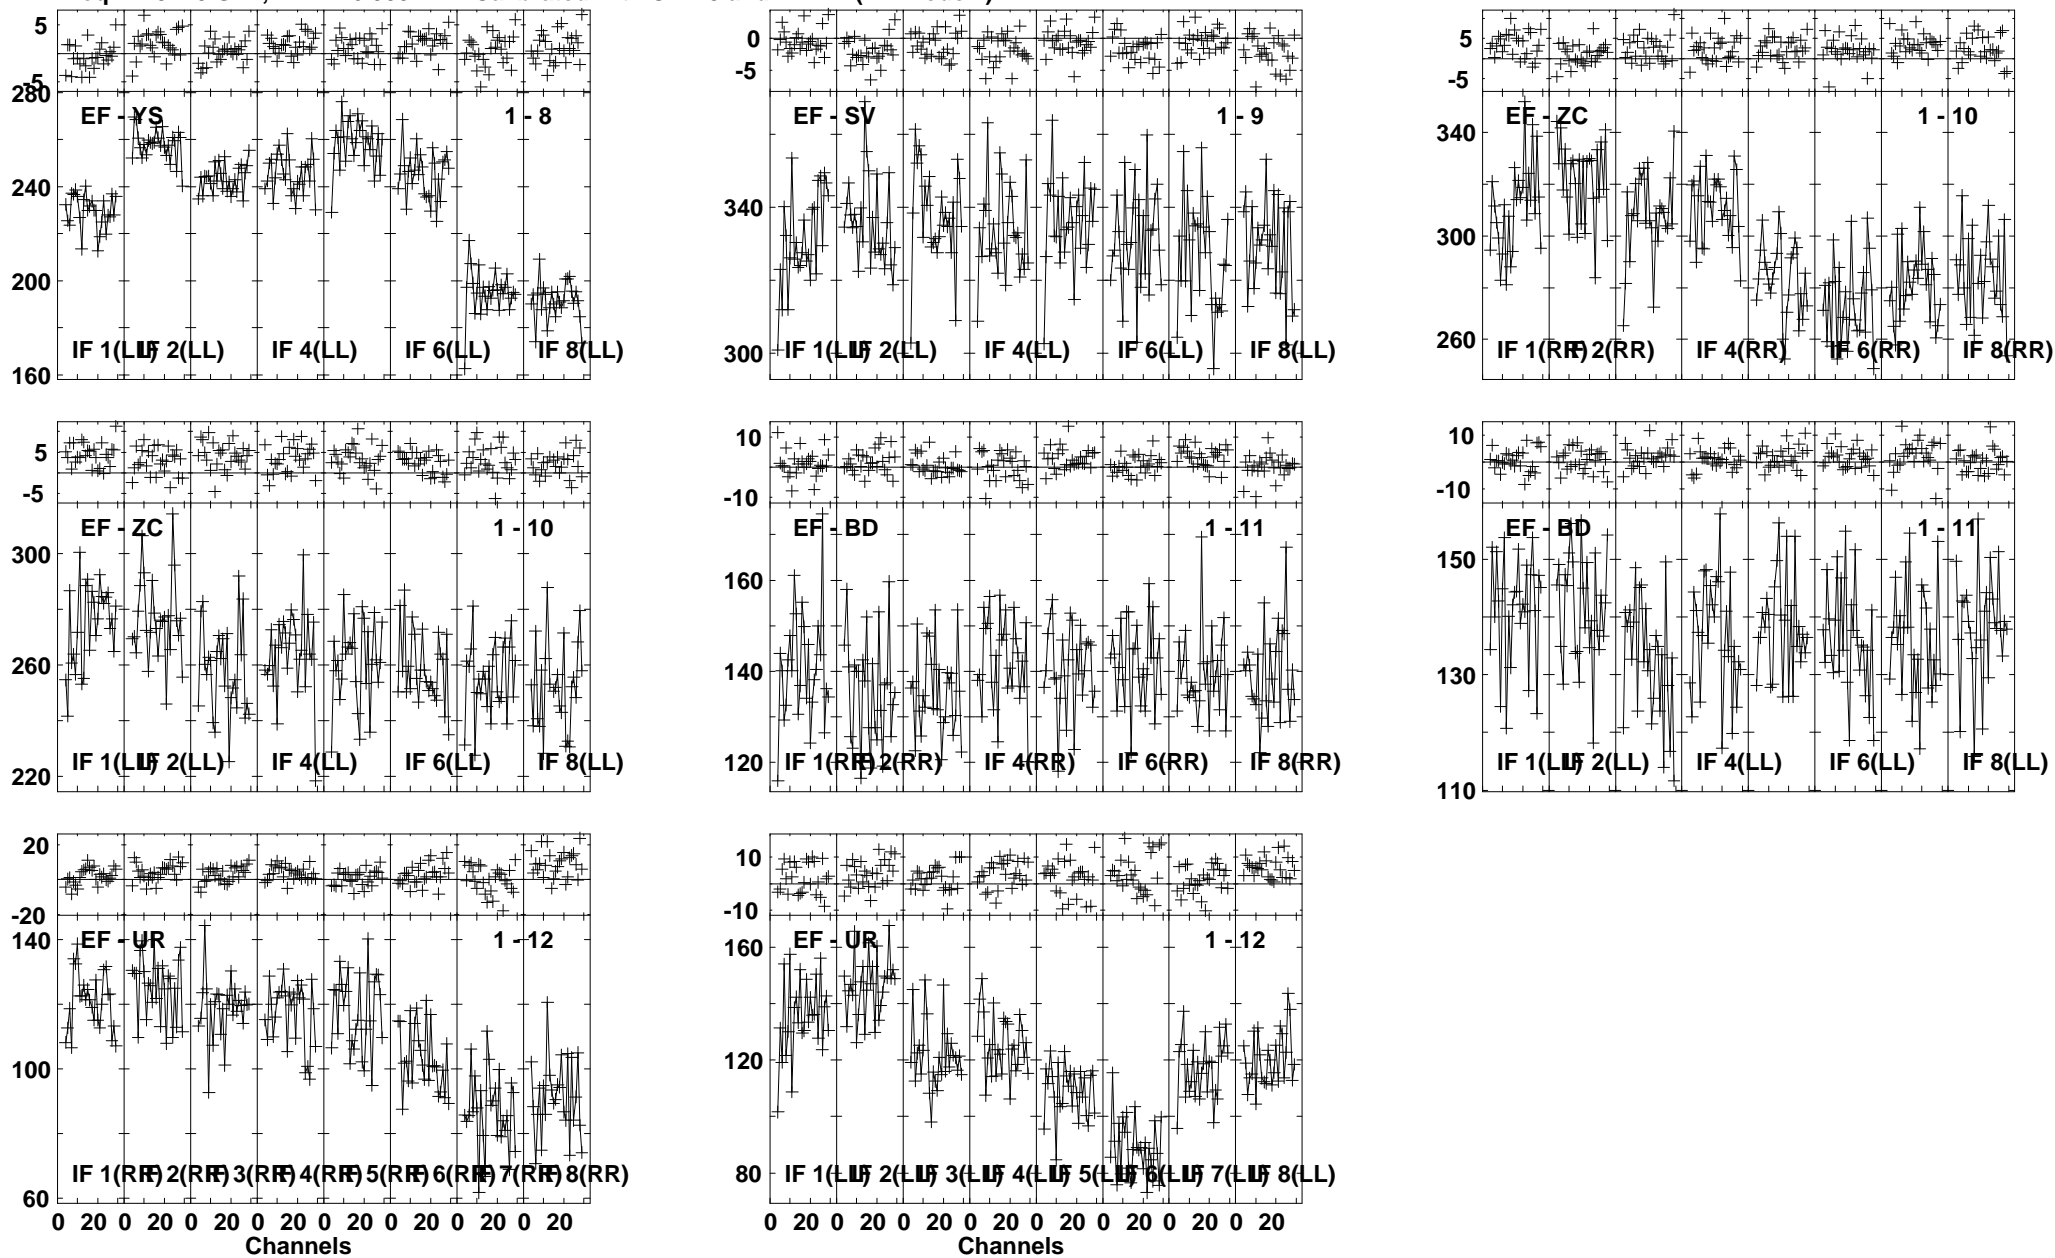 5
-5
280
EF - YS
1 - 8
240
200
IF 1(LL)
IF 2(LL)
IF 4(LL)
IF 6(LL)
IF 8(LL)
160
0
-5
EF - SV
1 - 9
340
IF 1(LL)
IF 2(LL)
IF 4(LL)
IF 6(LL)
IF 8(LL)
300
5
-5
EF - ZC
1 - 10
340
300
260
IF 1(RR)
IF 2(RR)
IF 4(RR)
IF 6(RR)
IF 8(RR)
5
-5
EF - ZC
1 - 10
300
260
IF 1(LL)
IF 2(LL)
IF 4(LL)
IF 6(LL)
IF 8(LL)
220
10
-10
EF - BD
1 - 11
160
140
IF 1(RR)
IF 2(RR)
IF 4(RR)
IF 6(RR)
IF 8(RR)
120
10
-10
EF - BD
1 - 11
150
130
IF 1(LL)
IF 2(LL)
IF 4(LL)
IF 6(LL)
IF 8(LL)
110
20
-20
EF - UR
1 - 12
140
100
IF 1(RR)
IF 2(RR)
IF 3(RR)
IF 4(RR)
IF 5(RR)
IF 6(RR)
IF 7(RR)
IF 8(RR)
60
0 20 0 20 0 20 0 20 0 20 0 20 0 20 0 20
Channels
10
-10
EF - UR
1 - 12
160
120
80
IF 1(LL)
IF 2(LL)
IF 3(LL)
IF 4(LL)
IF 5(LL)
IF 6(LL)
IF 7(LL)
IF 8(LL)
0 20 0 20 0 20 0 20 0 20 0 20 0 20 0 20
Channels